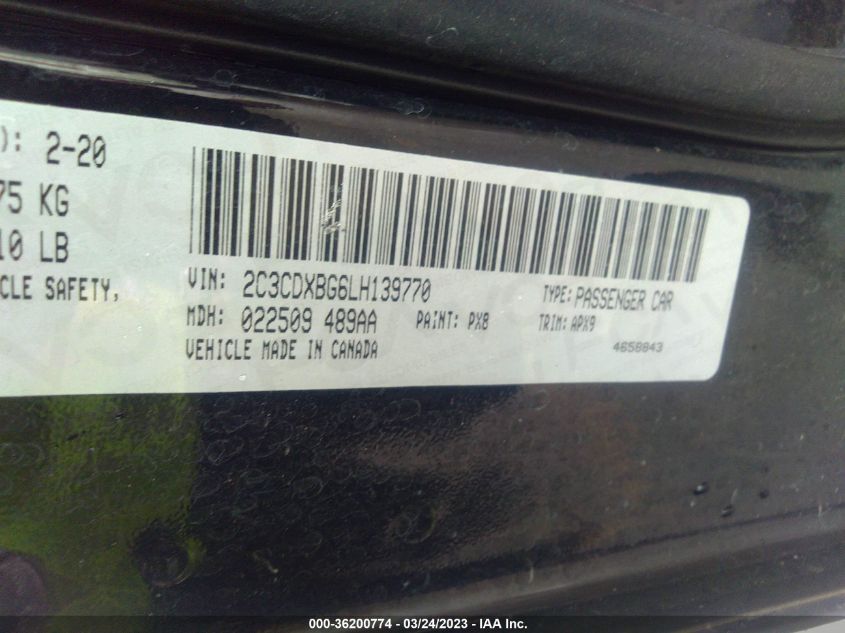 ): 2-20
75 KG
10 LB
CLE SAFETY,
VIN: 2C3CDXBG6LH139770 TYPE: PASSENGER CAR
MDH: 022509 489AA PAINT: PX8 TRIM: APX9
VEHICLE MADE IN CANADA 4658843
000-36200774 - 03/24/2023 - IAA Inc.